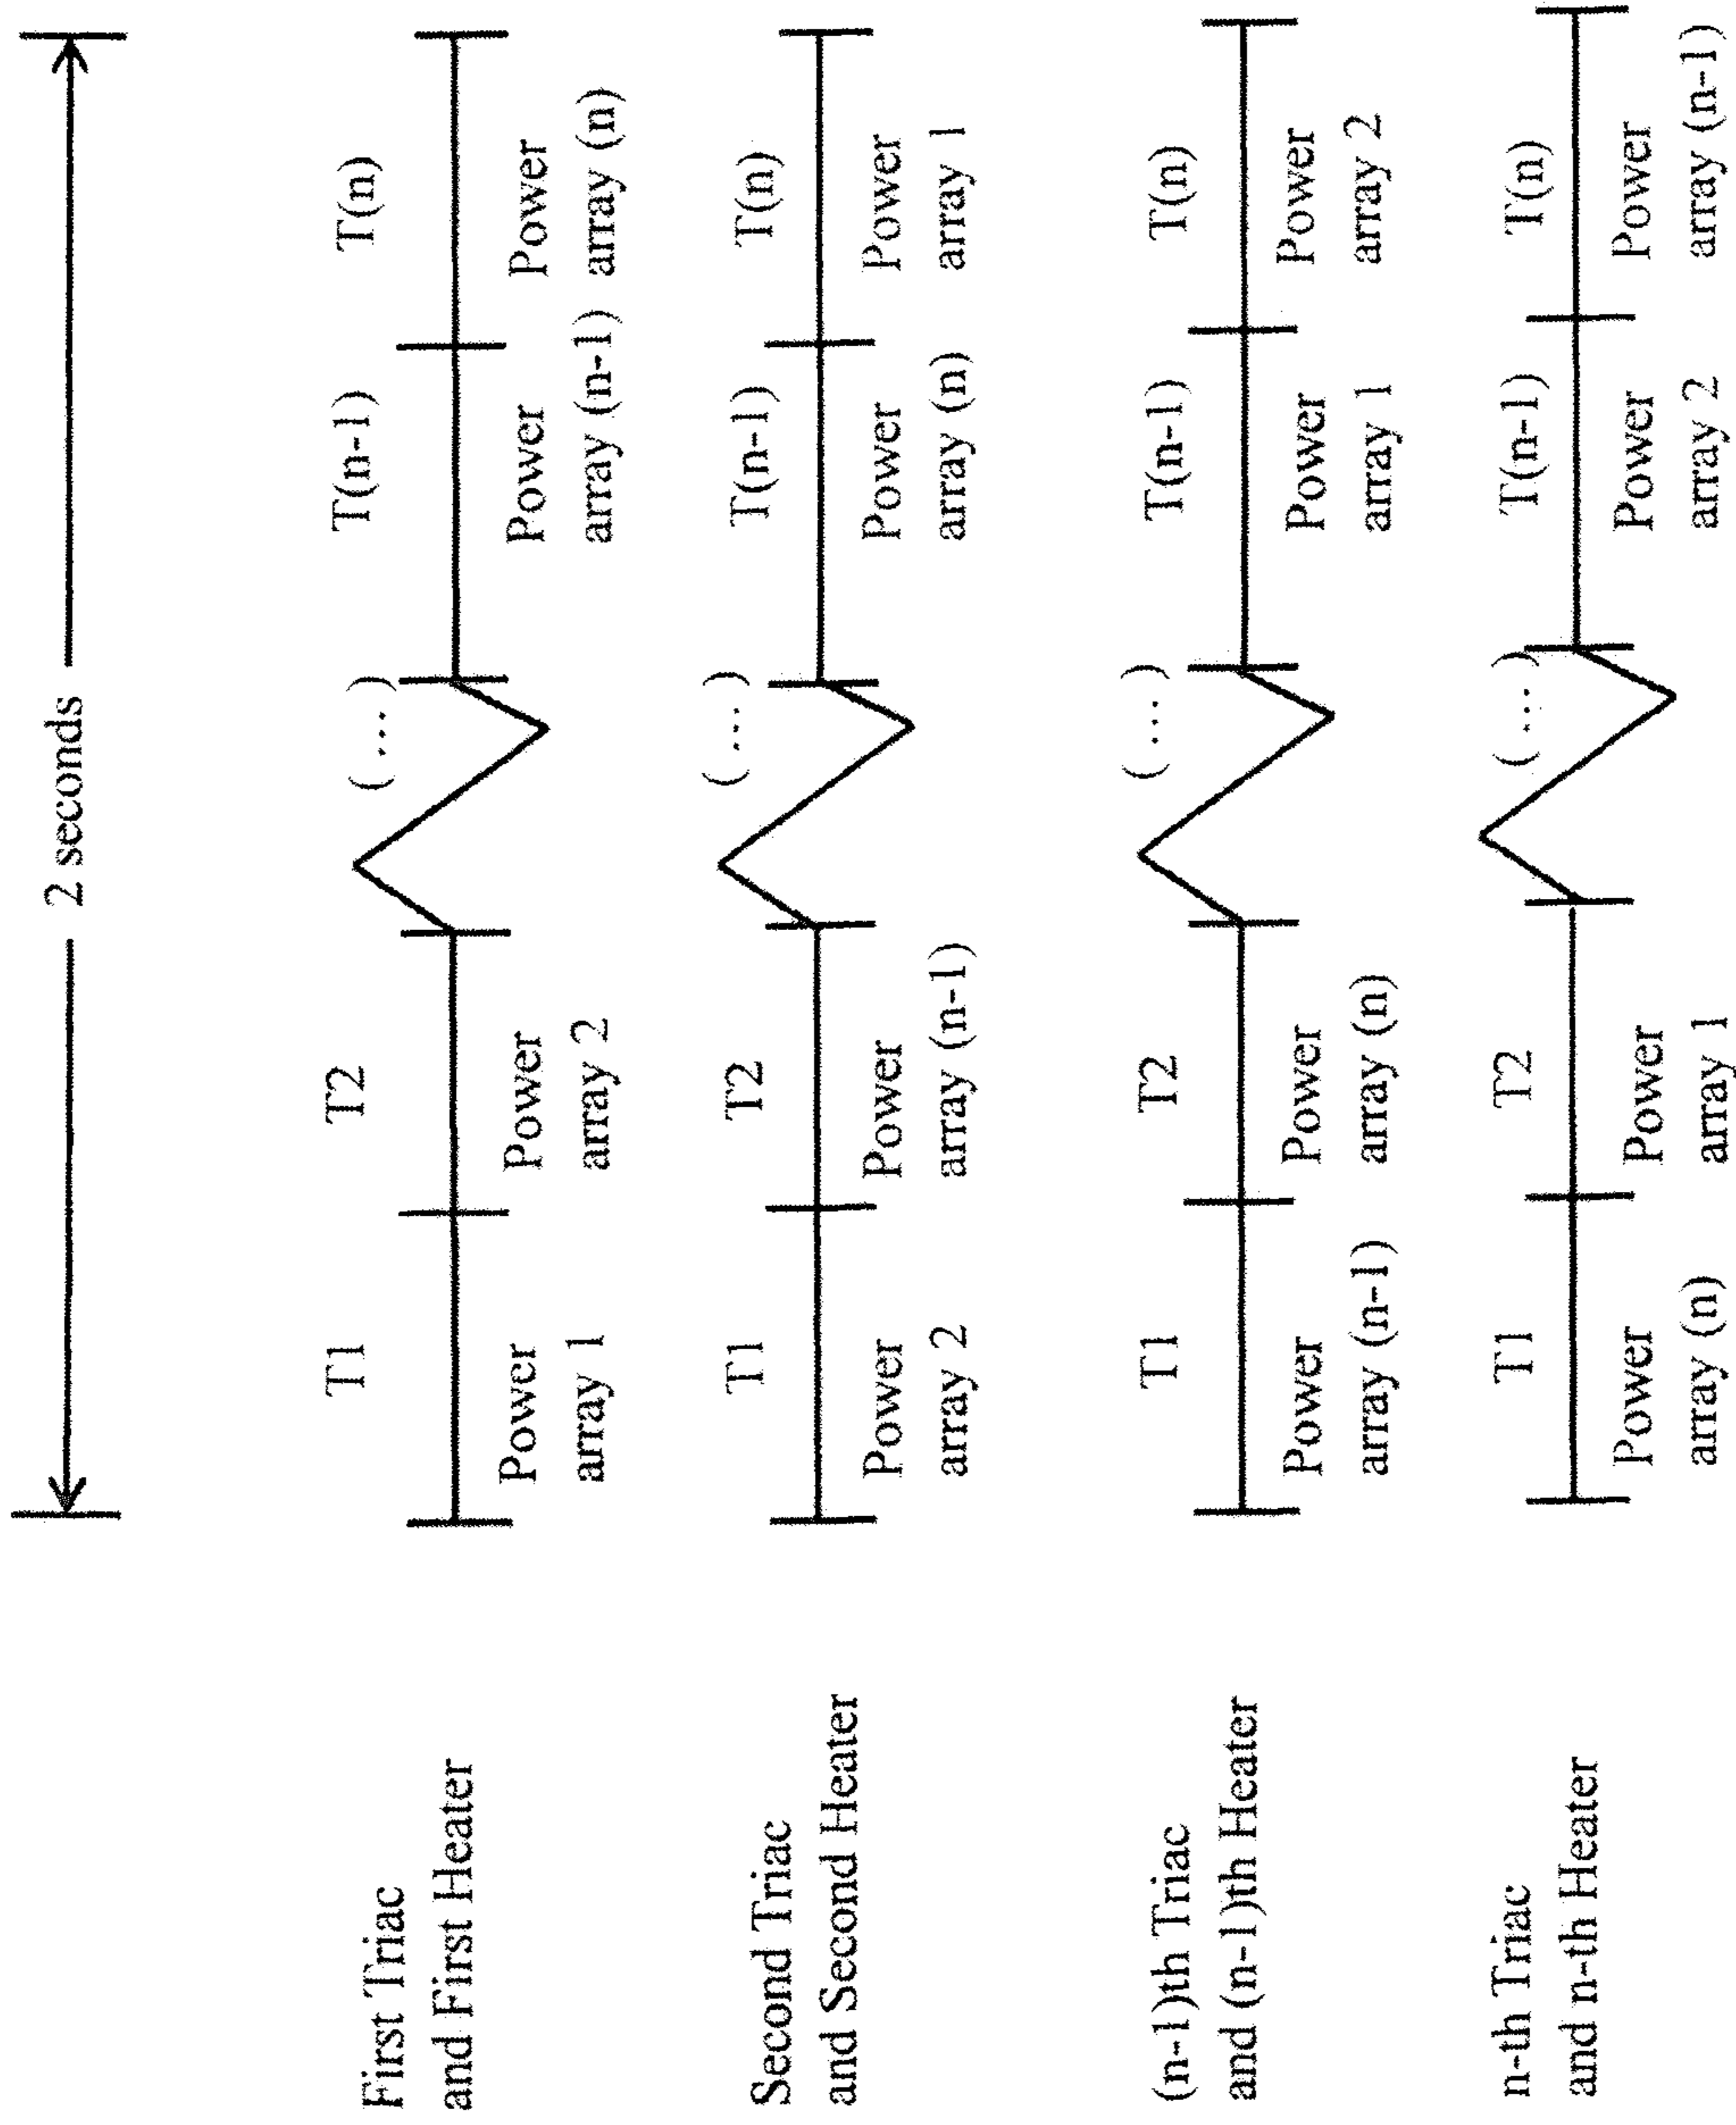 2 seconds
First Triac
and First Heater
T1
T2
( ... )
T(n-1)
T(n)
Power
array 1
Power
array 2
Power
array (n-1)
Power
array (n)
Second Triac
and Second Heater
T1
T2
( ... )
T(n-1)
T(n)
Power
array 2
Power
array (n-1)
Power
array (n)
Power
array 1
(n-1)th Triac
and (n-1)th Heater
T1
T2
( ... )
T(n-1)
T(n)
Power
array (n-1)
Power
array (n)
Power
array 1
Power
array 2
n-th Triac
and n-th Heater
T1
T2
( ... )
T(n-1)
T(n)
Power
array (n)
Power
array 1
Power
array 2
Power
array (n-1)